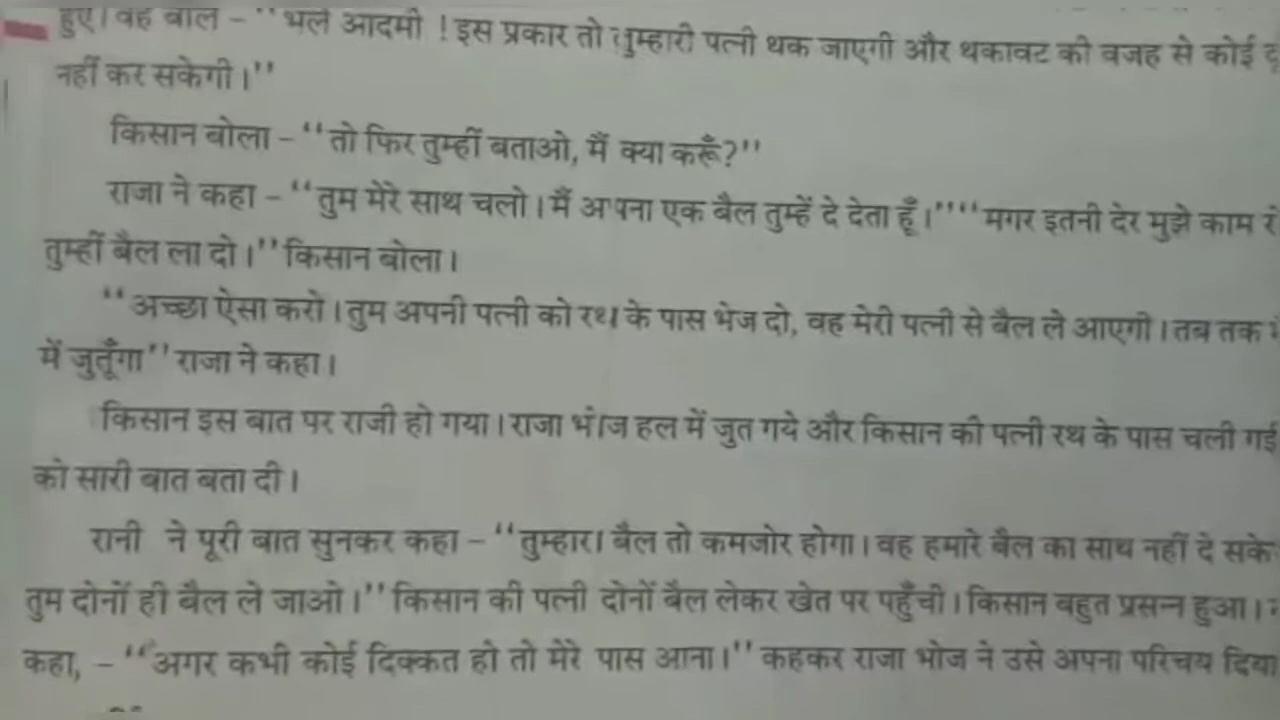 हुए। वह बोले – ‘‘भले आदमी ! इस प्रकार तो तुम्हारी पत्नी थक जाएगी और थकावट की वजह से कोई
नहीं कर सकेगी।’’
किसान बोला – ‘‘तो फिर तुम्हीं बताओ, मैं क्या करूँ?’’
राजा ने कहा – ‘‘तुम मेरे साथ चलो। मैं अपना एक बैल तुम्हें दे देता हूँ।’’‘‘मगर इतनी देर मुझे काम
तुम्हीं बैल ला दो।’’ किसान बोला।
‘‘अच्छा ऐसा करो। तुम अपनी पत्नी को रथ के पास भेज दो, वह मेरी पत्नी से बैल ले आएगी। तब तक
में जुतूँगा’’ राजा ने कहा।
किसान इस बात पर राजी हो गया। राजा भोज हल में जुत गये और किसान की पत्नी रथ के पास चली गई
को सारी बात बता दी।
रानी ने पूरी बात सुनकर कहा – ‘‘तुम्हारा बैल तो कमजोर होगा। वह हमारे बैल का साथ नहीं दे सके
तुम दोनों ही बैल ले जाओ।’’ किसान की पत्नी दोनों बैल लेकर खेत पर पहुँची। किसान बहुत प्रसन्न हुआ।
कहा, – ‘‘अगर कभी कोई दिक्कत हो तो मेरे पास आना।’’ कहकर राजा भोज ने उसे अपना परिचय दिया